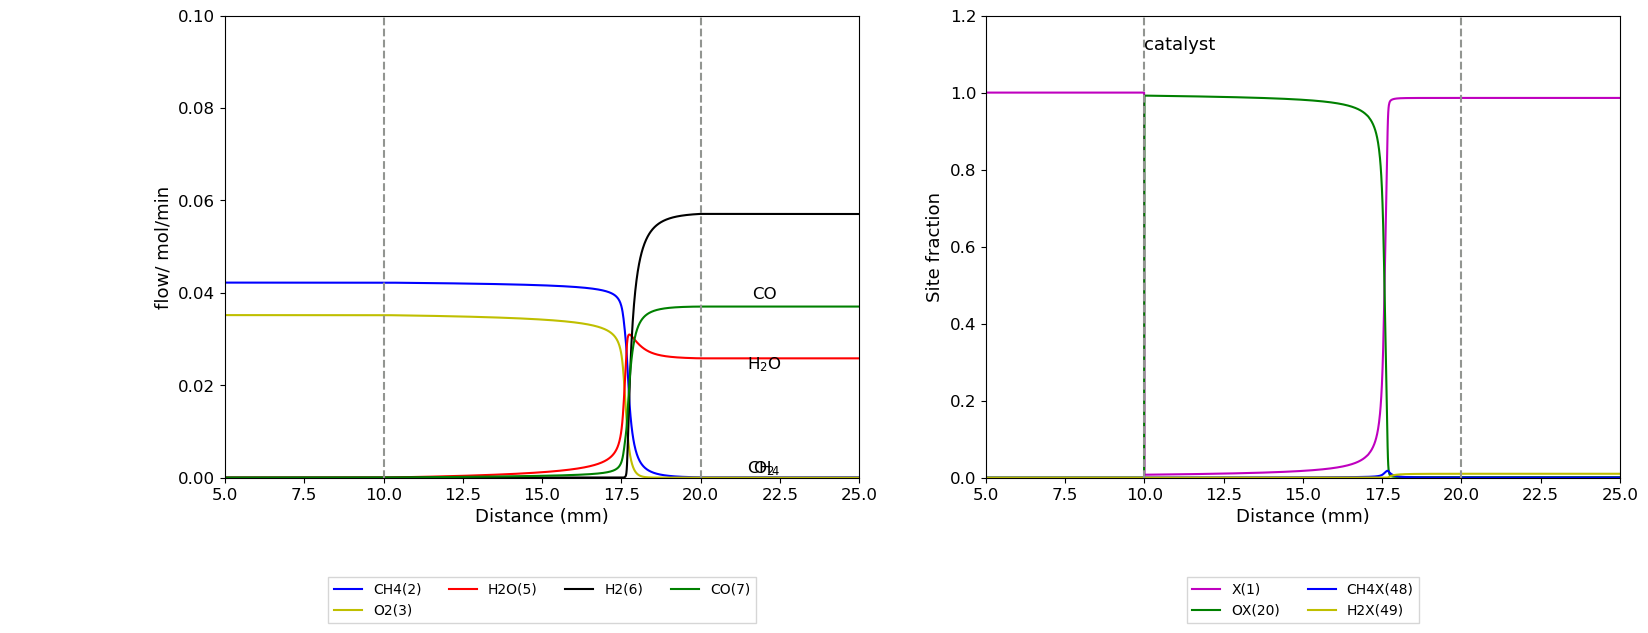 0.10
0.08
0.06
0.04
0.02
0.00
flow/ mol/min
CO
H₂O
5.0 7.5 10.0 12.5 15.0 17.5 20.0 22.5 25.0
Distance (mm)
CH4(2) H2O(5) H2(6) CO(7)
O2(3)
1.2
1.0
0.8
0.6
0.4
0.2
0.0
Site fraction
catalyst
5.0 7.5 10.0 12.5 15.0 17.5 20.0 22.5 25.0
Distance (mm)
X(1) CH4X(48)
OX(20) H2X(49)